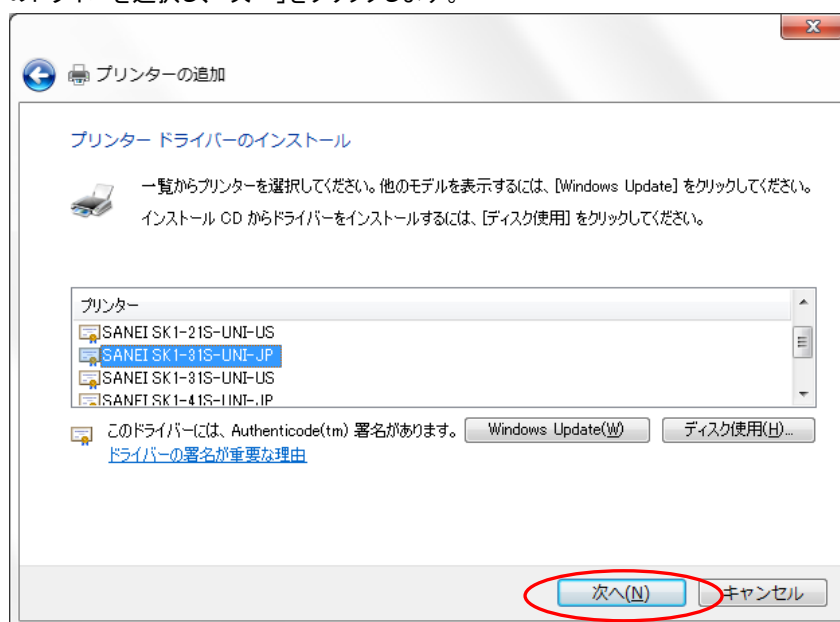 プリンターの追加
プリンター ドライバーのインストール
一覧からプリンターを選択してください。他のモデルを表示するには、[Windows Update] をクリックしてください。
インストール CD からドライバーをインストールするには、[ディスク使用] をクリックしてください。
プリンター
SANEI SK1-21S-UNI-US
SANEI SK1-31S-UNI-JP
SANEI SK1-31S-UNI-US
SANEI SK1-41S-UNI-JP
このドライバーには、Authenticode(tm) 署名があります。 Windows Update(W) ディスク使用(H)...
ドライバーの署名が重要な理由
次へ(N) キャンセル